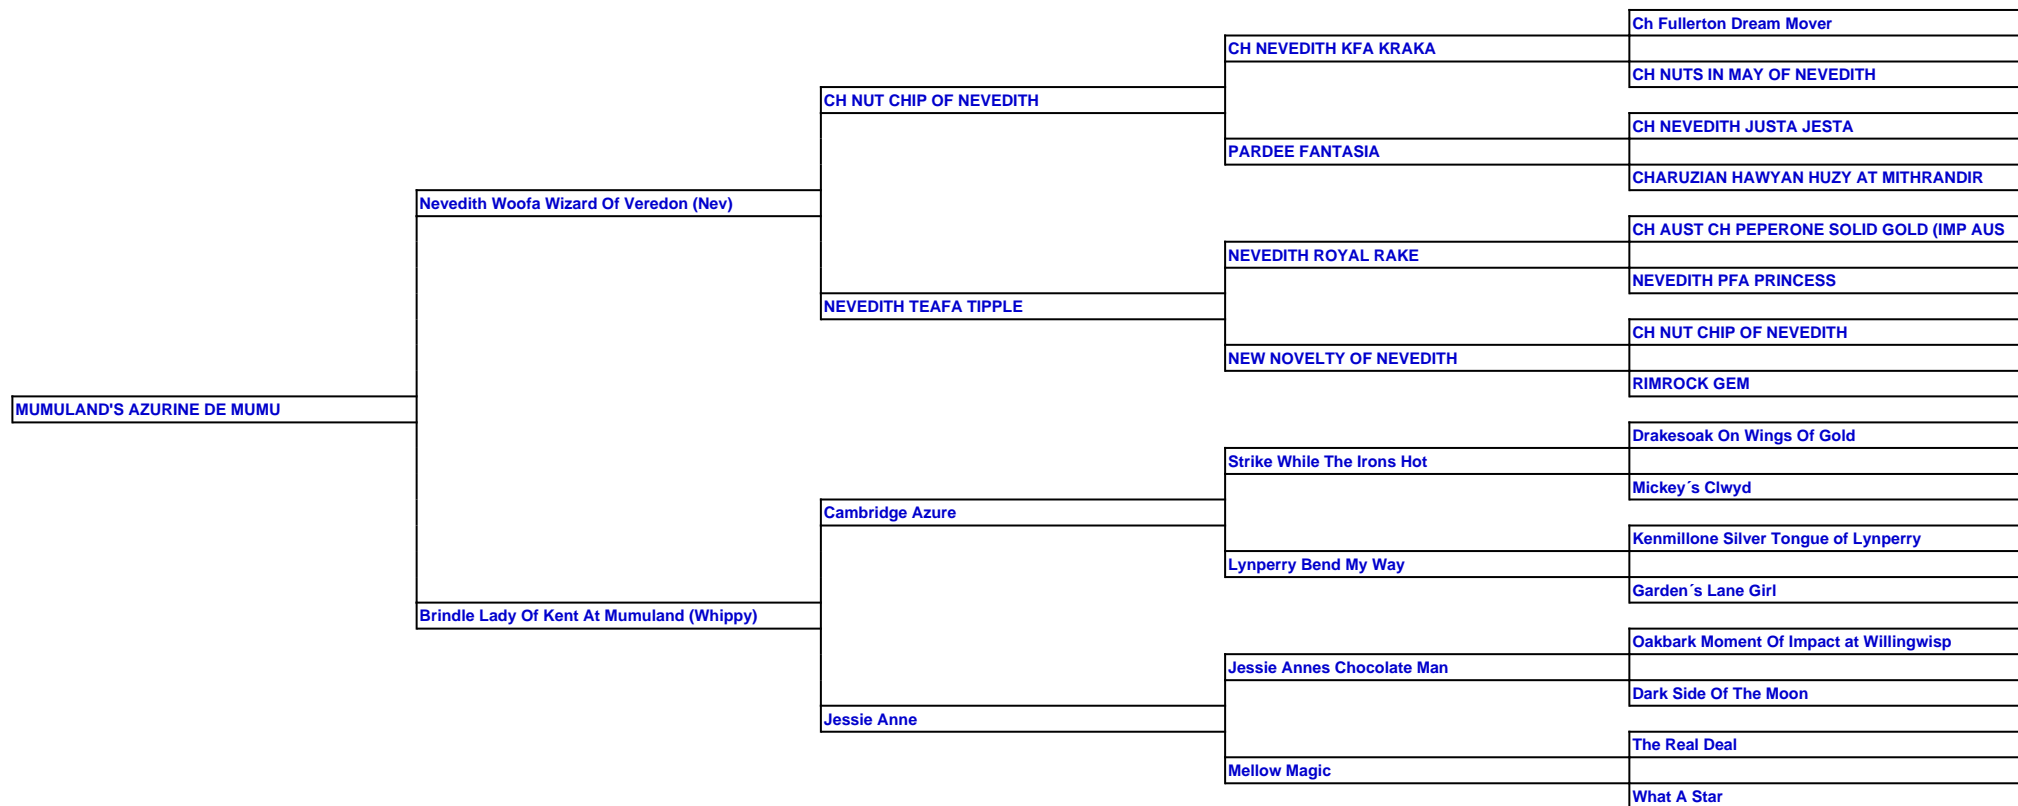 Ch Fullerton Dream Mover
CH NEVEDITH KFA KRAKA
CH NUTS IN MAY OF NEVEDITH
CH NUT CHIP OF NEVEDITH
CH NEVEDITH JUSTA JESTA
PARDEE FANTASIA
CHARUZIAN HAWYAN HUZY AT MITHRANDIR
Nevedith Woofa Wizard Of Veredon (Nev)
CH AUST CH PEPERONE SOLID GOLD (IMP AUS
NEVEDITH ROYAL RAKE
NEVEDITH PFA PRINCESS
NEVEDITH TEAFA TIPPLE
CH NUT CHIP OF NEVEDITH
NEW NOVELTY OF NEVEDITH
RIMROCK GEM
MUMULAND'S AZURINE DE MUMU
Drakesoak On Wings Of Gold
Strike While The Irons Hot
Mickey´s Clwyd
Cambridge Azure
Kenmillone Silver Tongue of Lynperry
Lynperry Bend My Way
Garden´s Lane Girl
Brindle Lady Of Kent At Mumuland (Whippy)
Oakbark Moment Of Impact at Willingwisp
Jessie Annes Chocolate Man
Dark Side Of The Moon
Jessie Anne
The Real Deal
Mellow Magic
What A Star